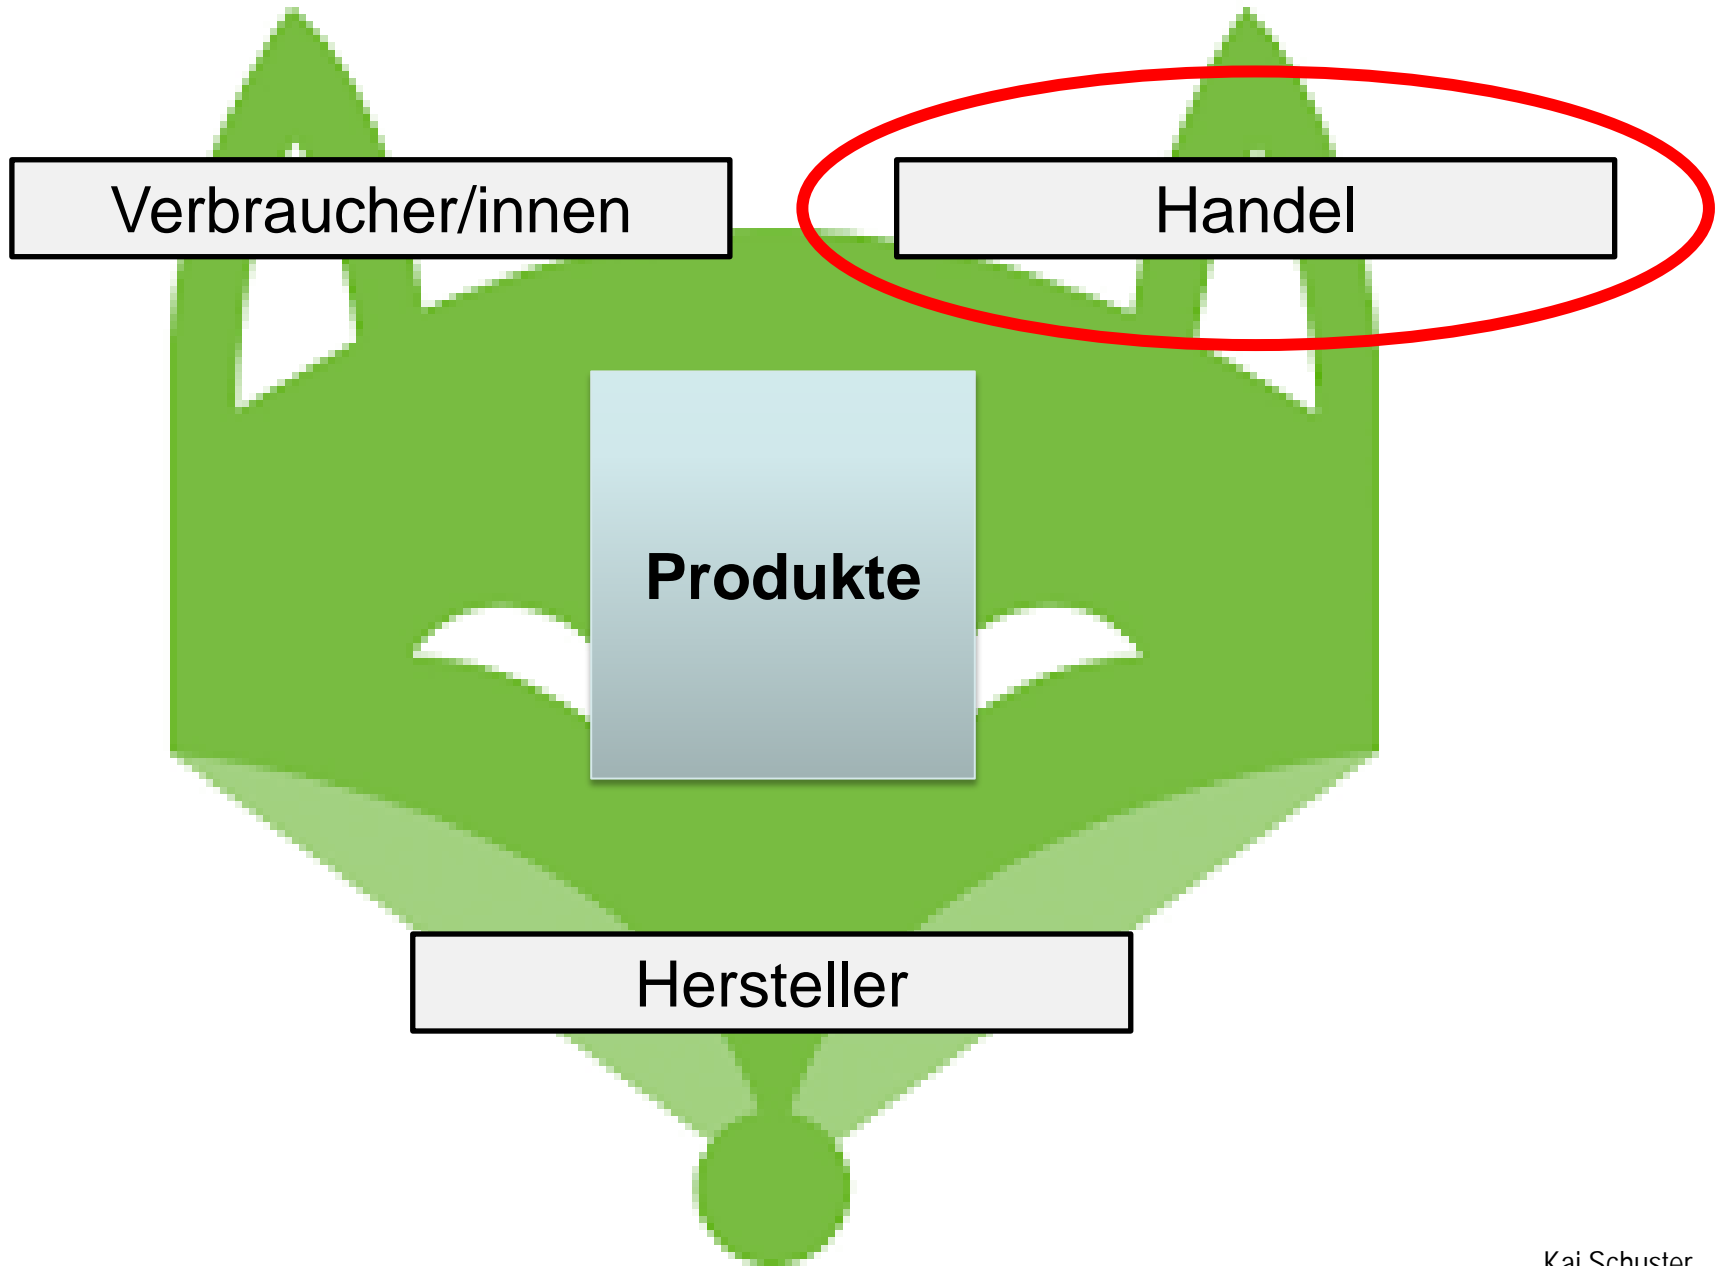 Verbraucher/innen
Handel
Produkte
Hersteller
Kai Schuster